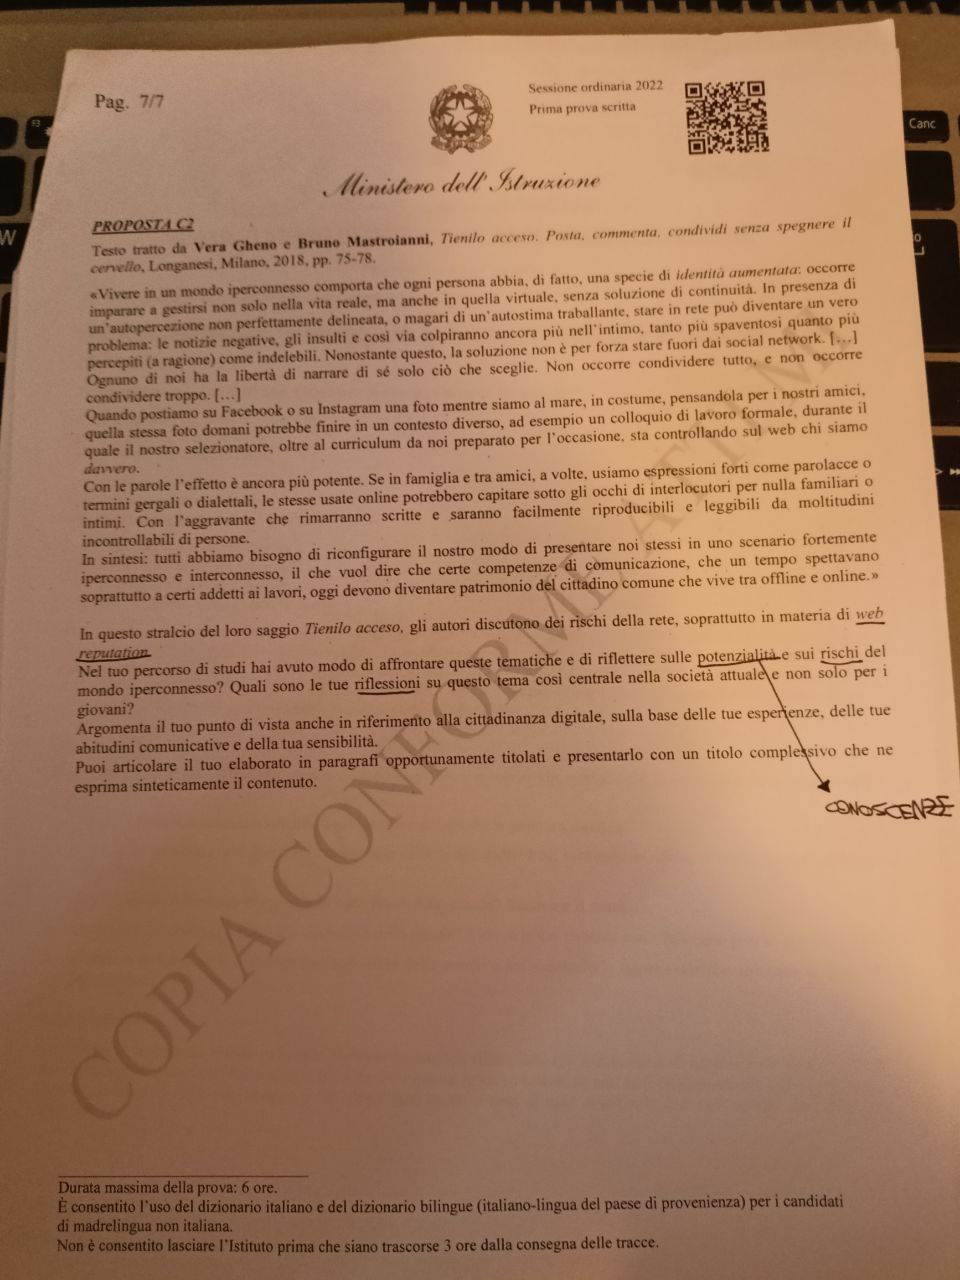 Pag. 7/7
Sessione ordinaria 2022
Prima prova scritta
Ministero dell'Istruzione
PROPOSTA C2
Testo tratto da Vera Gheno e Bruno Mastroianni, Tienilo acceso. Posta, commenta, condividi senza spegnere il
cervello, Longanesi, Milano, 2018, pp. 75-78.
«Vivere in un mondo iperconnesso comporta che ogni persona abbia, di fatto, una specie di identità aumentata: occorre
imparare a gestirsi non solo nella vita reale, ma anche in quella virtuale, senza soluzione di continuità. In presenza di
un'autopercezione non perfettamente delineata, o magari di un'autostima traballante, stare in rete può diventare un vero
problema: le notizie negative, gli insulti e così via colpiranno ancora più nell'intimo, tanto più spaventosi quanto più
percepiti (a ragione) come indelebili. Nonostante questo, la soluzione non è per forza stare fuori dai social network. [...]
Ognuno di noi ha la libertà di narrare di sé solo ciò che sceglie. Non occorre condividere tutto, e non occorre
condividere troppo. [...]
Quando postiamo su Facebook o su Instagram una foto mentre siamo al mare, in costume, pensandola per i nostri amici,
quella stessa foto domani potrebbe finire in un contesto diverso, ad esempio un colloquio di lavoro formale, durante il
quale il nostro selezionatore, oltre al curriculum da noi preparato per l'occasione, sta controllando sul web chi siamo
davvero.
Con le parole l'effetto è ancora più potente. Se in famiglia e tra amici, a volte, usiamo espressioni forti come parolacce o
termini gergali o dialettali, le stesse usate online potrebbero capitare sotto gli occhi di interlocutori per nulla familiari o
intimi. Con l'aggravante che rimarranno scritte e saranno facilmente riproducibili e leggibili da moltitudini
incontrollabili di persone.
In sintesi: tutti abbiamo bisogno di riconfigurare il nostro modo di presentare noi stessi in uno scenario fortemente
iperconnesso e interconnesso, il che vuol dire che certe competenze di comunicazione, che un tempo spettavano
soprattutto a certi addetti ai lavori, oggi devono diventare patrimonio del cittadino comune che vive tra offline e online.»
In questo stralcio del loro saggio Tienilo acceso, gli autori discutono dei rischi della rete, soprattutto in materia di web
reputation.
Nel tuo percorso di studi hai avuto modo di affrontare queste tematiche e di riflettere sulle potenzialità e sui rischi del
mondo iperconnesso? Quali sono le tue riflessioni su questo tema così centrale nella società attuale e non solo per i
giovani?
Argomenta il tuo punto di vista anche in riferimento alla cittadinanza digitale, sulla base delle tue esperienze, delle tue
abitudini comunicative e della tua sensibilità.
Puoi articolare il tuo elaborato in paragrafi opportunamente titolati e presentarlo con un titolo complessivo che ne
esprima sinteticamente il contenuto.
CONOSCENZE
COPIA CONFORME AFTM
Durata massima della prova: 6 ore.
È consentito l'uso del dizionario italiano e del dizionario bilingue (italiano-lingua del paese di provenienza) per i candidati
di madrelingua non italiana.
Non è consentito lasciare l'Istituto prima che siano trascorse 3 ore dalla consegna delle tracce.
F3
Canc
W